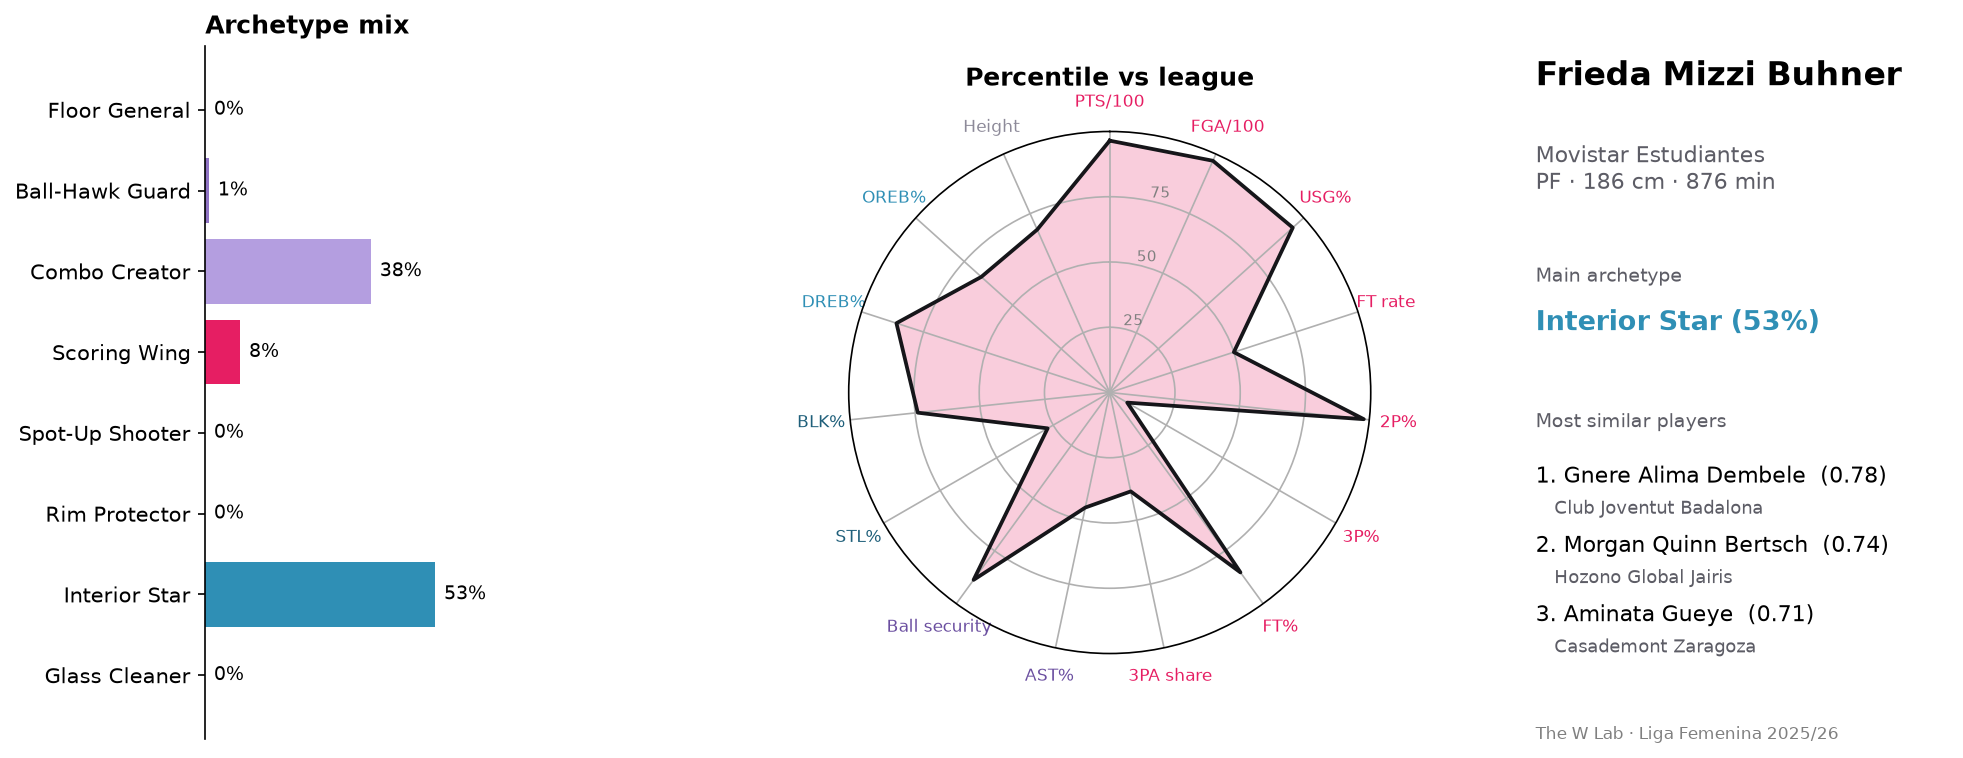 Archetype mix
Floor General
0%
Ball-Hawk Guard
1%
Combo Creator
38%
Scoring Wing
8%
Spot-Up Shooter
0%
Rim Protector
0%
Interior Star
53%
Glass Cleaner
0%
Percentile vs league
PTS/100
FGA/100
USG%
FT rate
2P%
3P%
FT%
3PA share
AST%
Ball security
STL%
BLK%
DREB%
OREB%
Height
75
50
25
Frieda Mizzi Buhner
Movistar Estudiantes
PF · 186 cm · 876 min
Main archetype
Interior Star (53%)
Most similar players
1. Gnere Alima Dembele (0.78)
Club Joventut Badalona
2. Morgan Quinn Bertsch (0.74)
Hozono Global Jairis
3. Aminata Gueye (0.71)
Casademont Zaragoza
The W Lab · Liga Femenina 2025/26